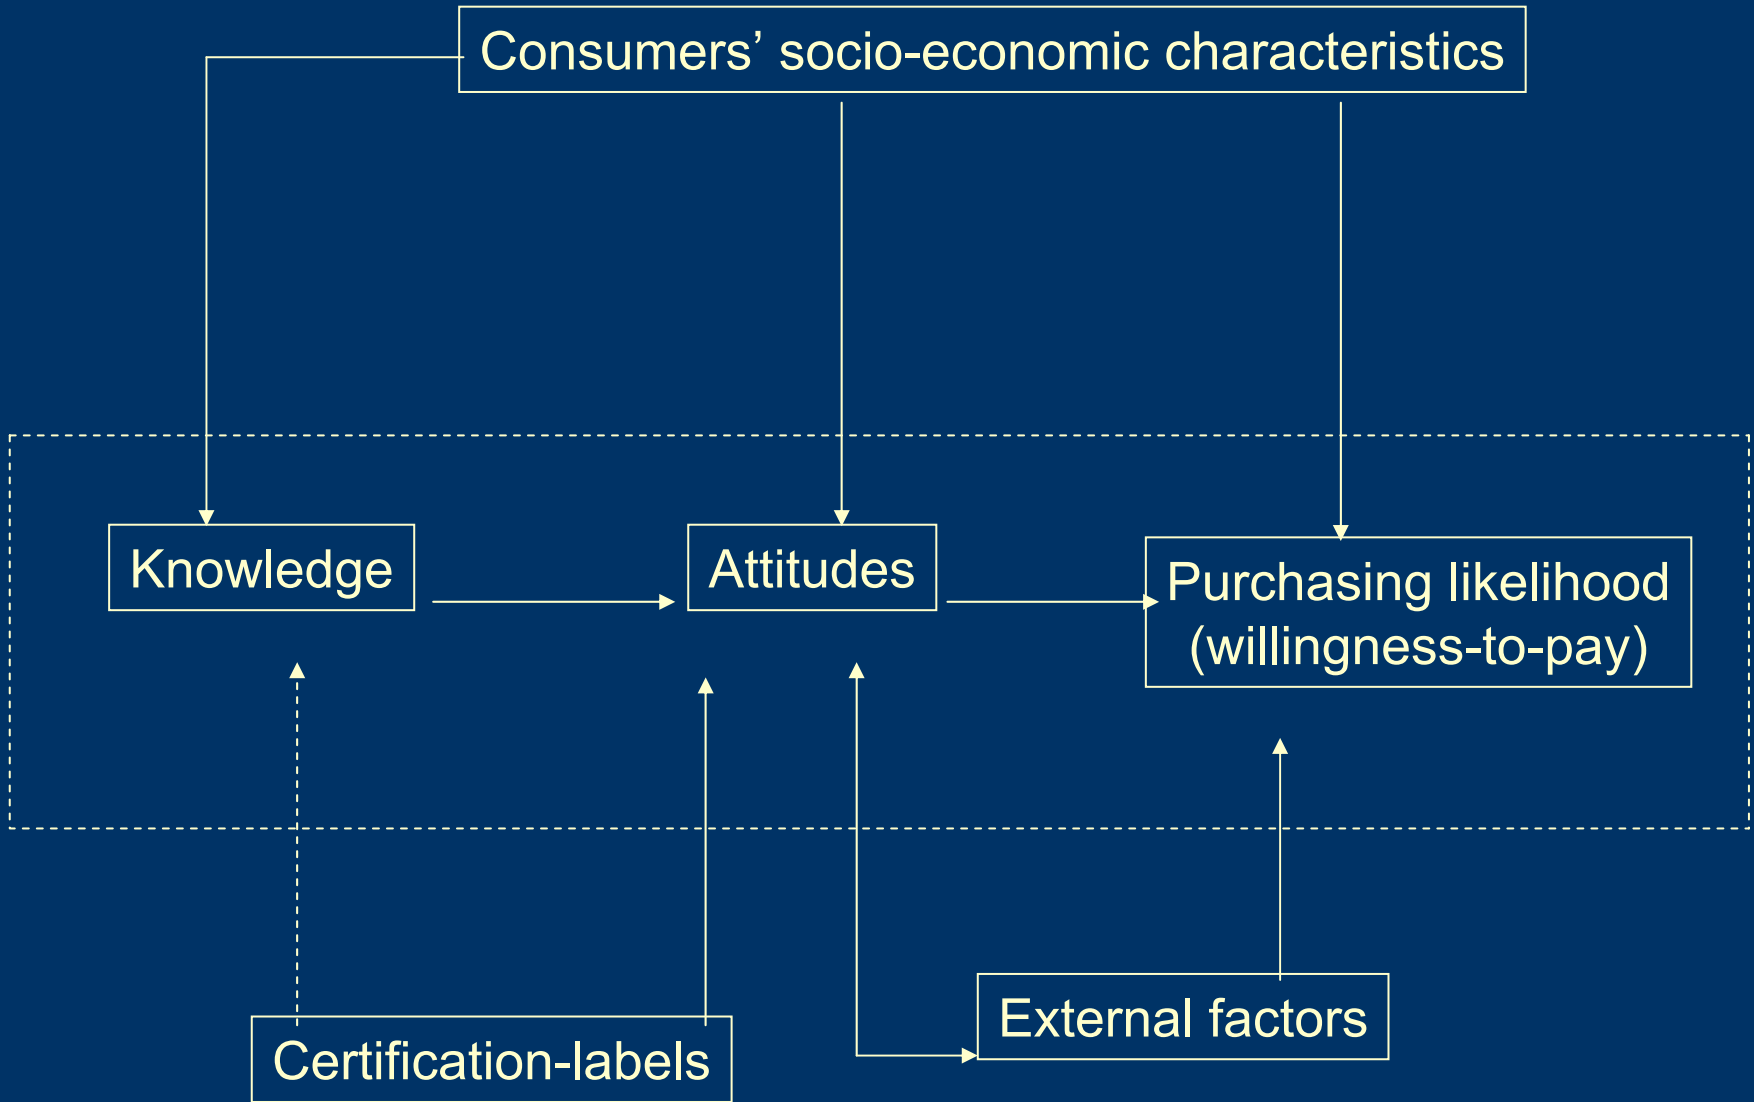 Consumers’ socio-economic characteristics
Knowledge
Attitudes
Purchasing likelihood
(willingness-to-pay)
External factors
Certification-labels